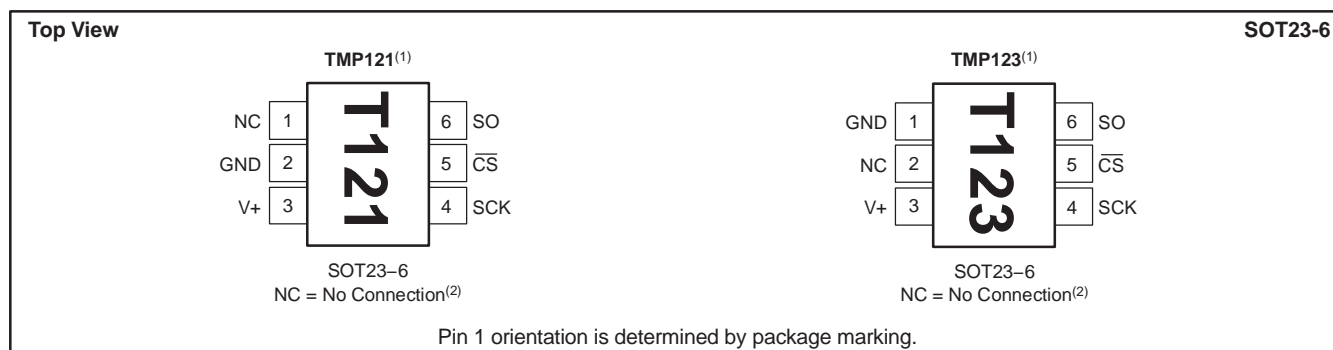 Top View SOT23-6
TMP121(1) TMP123(1)
NC 1 T121 6 SO
GND 2 5 CS
V+ 3 4 SCK
SOT23–6
NC = No Connection(2)
GND 1 T123 6 SO
NC 2 5 CS
V+ 3 4 SCK
SOT23–6
NC = No Connection(2)
Pin 1 orientation is determined by package marking.